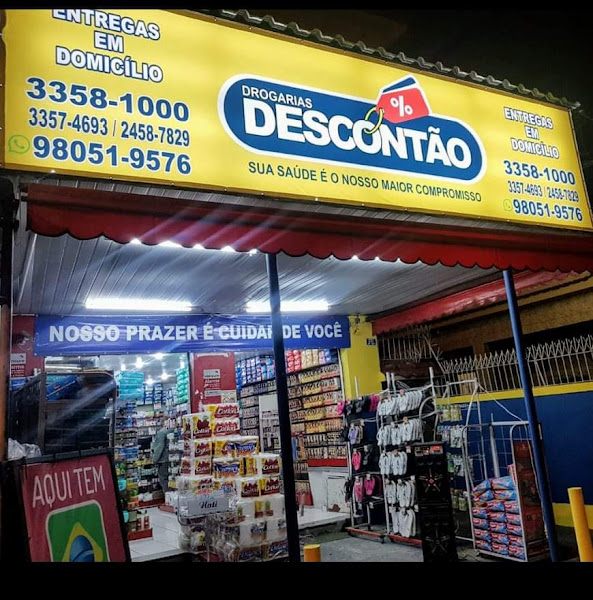 ENTREGAS
EM
DOMICÍLIO
3358-1000
3357-4693 / 2458-7829
98051-9576
DROGARIAS
DESCONTÃO
%
SUA SAÚDE É O NOSSO MAIOR COMPROMISSO
ENTREGAS
EM
DOMICÍLIO
3358-1000
3357-4693 2458-7829
98051-9576
NOSSO PRAZER É CUIDAR DE VOCÊ
AQUI TEM